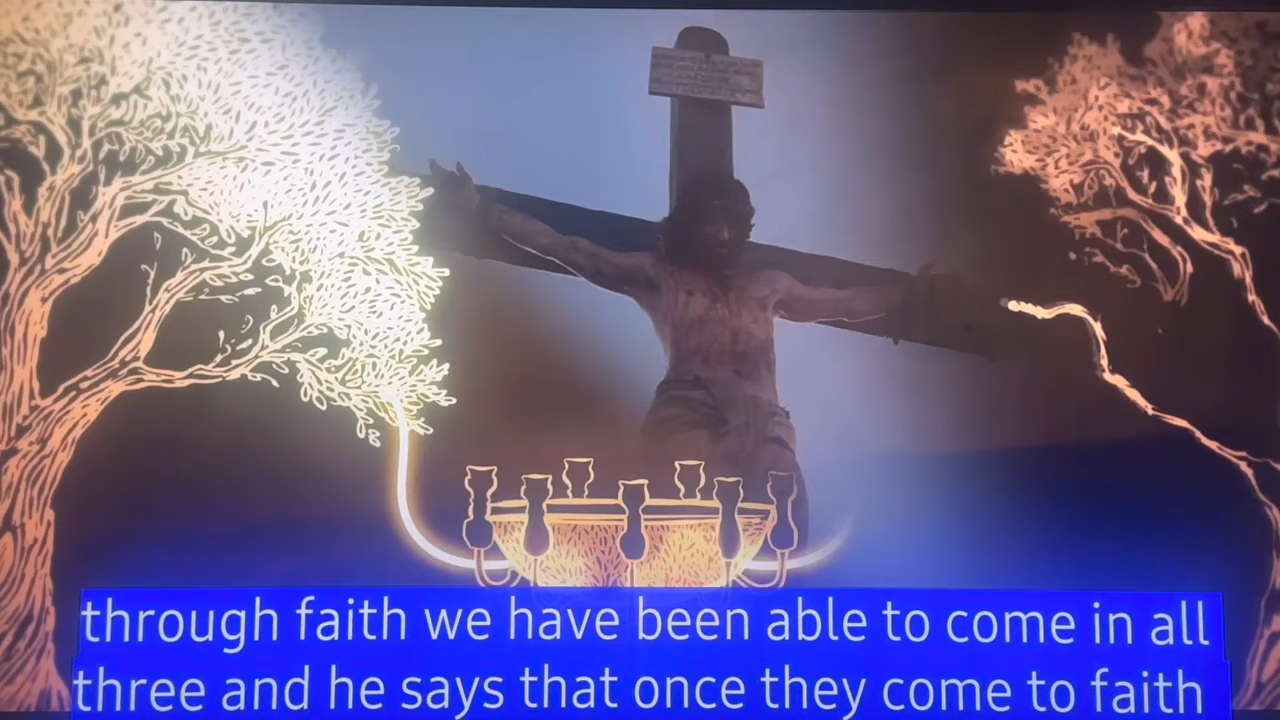 through faith we have been able to come in all
three and he says that once they come to faith